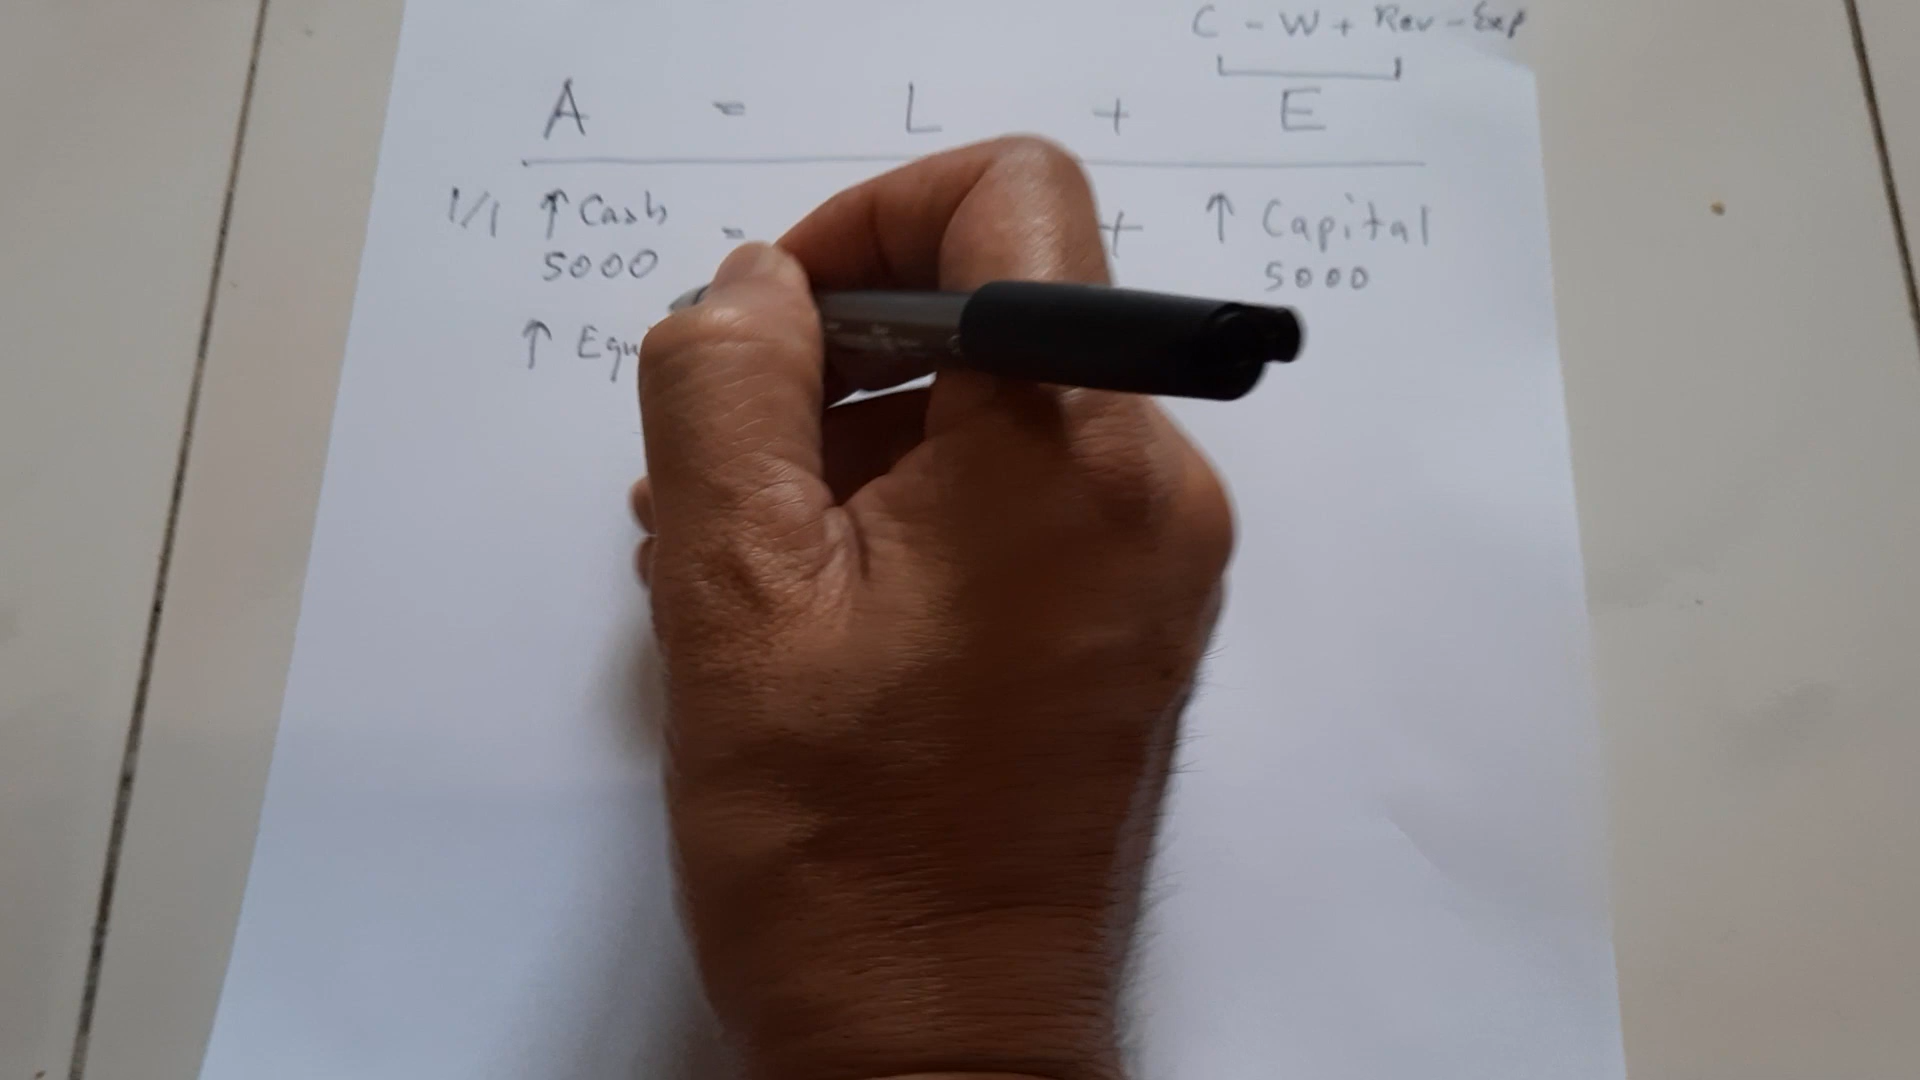 C - W + Rev - Exp
A = L + E
1/1 ↑ Cash = + ↑ Capital
5000 5000
↑